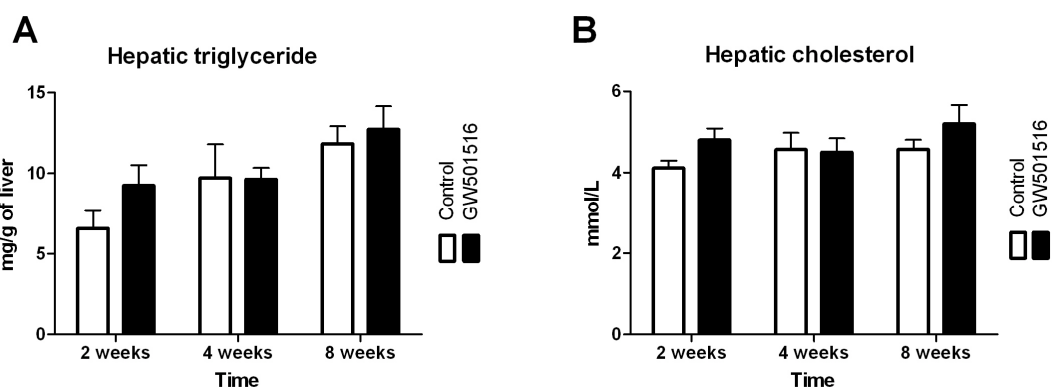 A
Hepatic triglyceride
mg/g of liver
15
10
5
0
2 weeks
4 weeks
8 weeks
Time
Control
GW501516
B
Hepatic cholesterol
mmol/L
6
4
2
0
2 weeks
4 weeks
8 weeks
Time
Control
GW501516